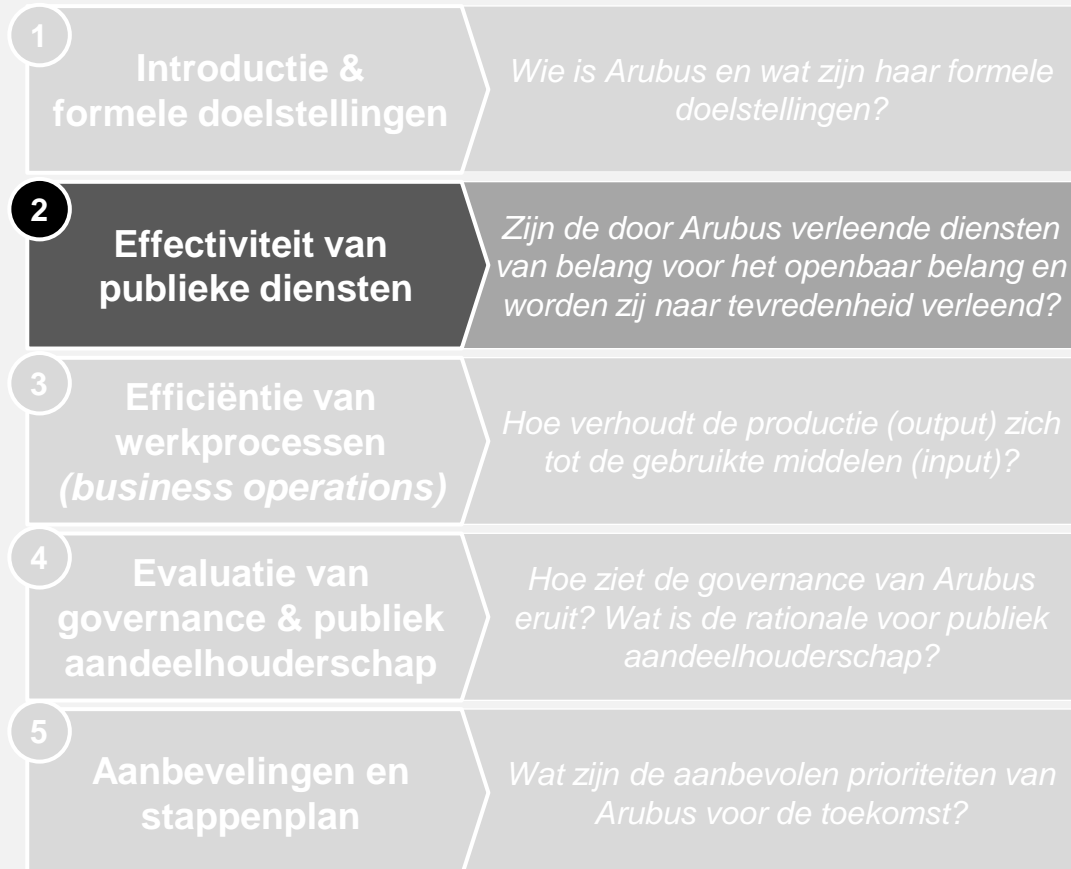 1
Introductie &
formele doelstellingen
Wie is Arubus en wat zijn haar formele
doelstellingen?
2
Effectiviteit van
publieke diensten
Zijn de door Arubus verleende diensten
van belang voor het openbaar belang en
worden zij naar tevredenheid verleend?
3
Efficiëntie van
werkprocessen
(business operations)
Hoe verhoudt de productie (output) zich
tot de gebruikte middelen (input)?
4
Evaluatie van
governance & publiek
aandeelhouderschap
Hoe ziet de governance van Arubus
eruit? Wat is de rationale voor publiek
aandeelhouderschap?
5
Aanbevelingen en
stappenplan
Wat zijn de aanbevolen prioriteiten van
Arubus voor de toekomst?